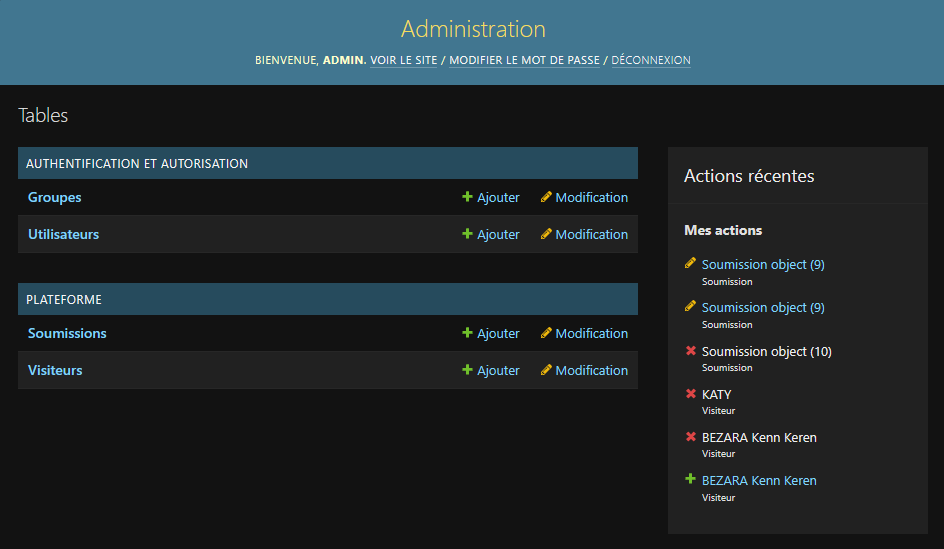 Administration
BIENVENUE, ADMIN. VOIR LE SITE / MODIFIER LE MOT DE PASSE / DÉCONNEXION
Tables
AUTHENTIFICATION ET AUTORISATION
Groupes Ajouter Modification
Utilisateurs Ajouter Modification
PLATEFORME
Soumissions Ajouter Modification
Visiteurs Ajouter Modification
Actions récentes
Mes actions
Soumission object (9)
Soumission
Soumission object (9)
Soumission
Soumission object (10)
Soumission
KATY
Visiteur
BEZARA Kenn Keren
Visiteur
BEZARA Kenn Keren
Visiteur